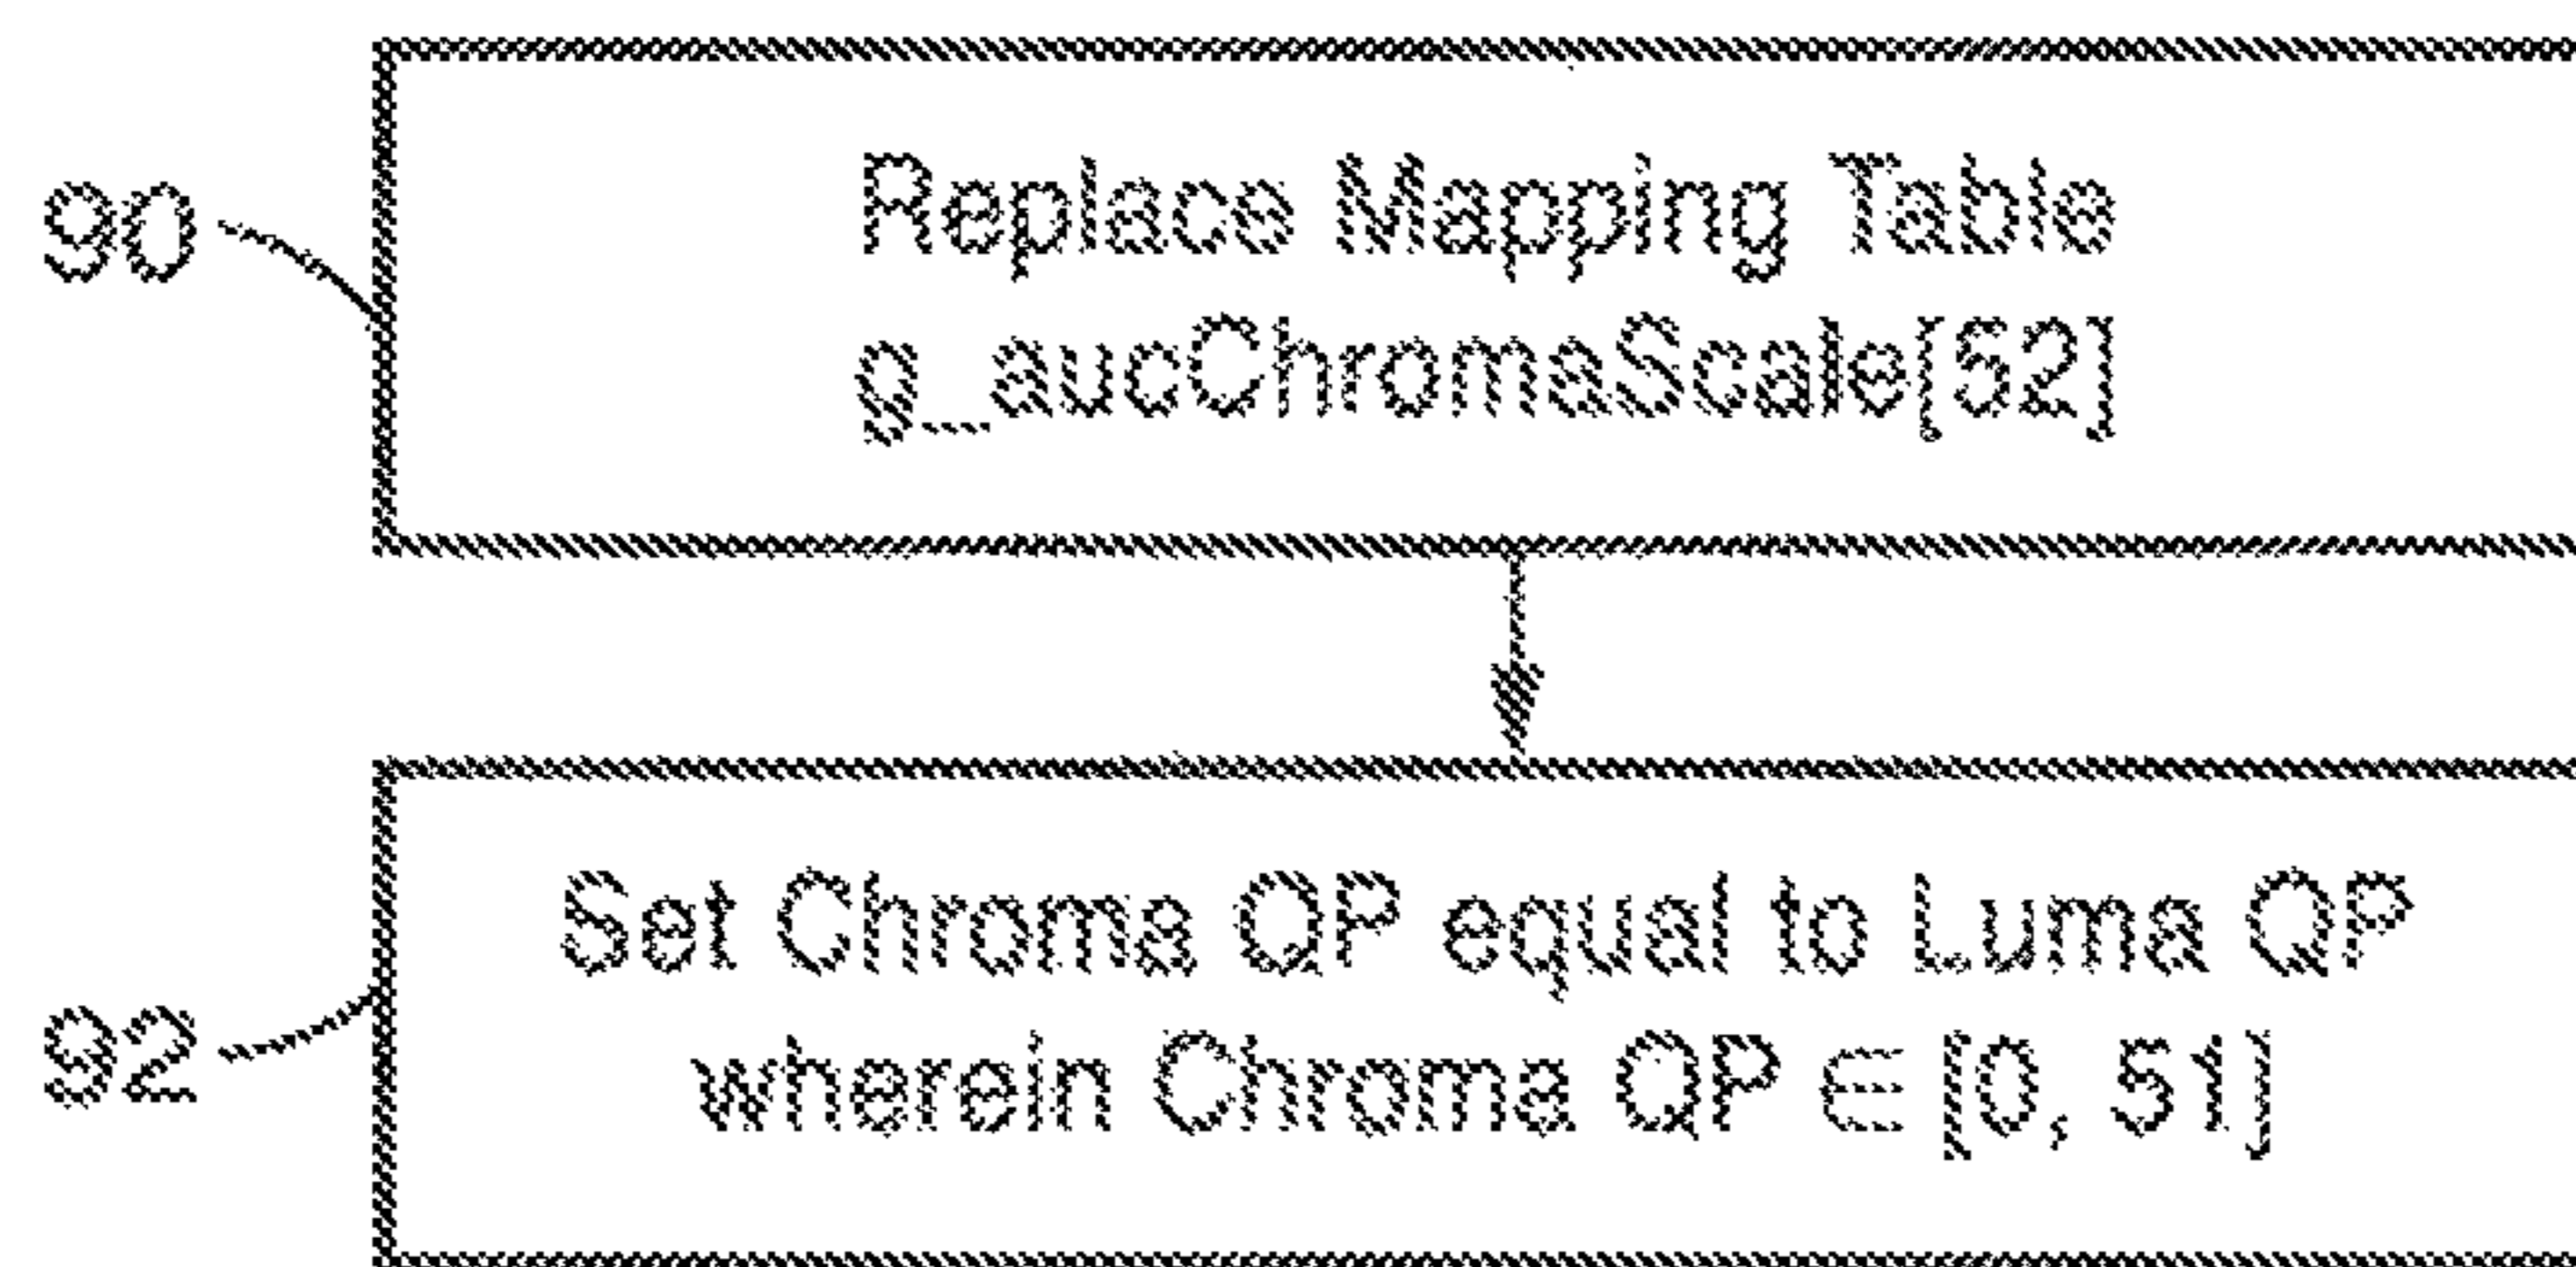 90
Replace Mapping Table
g_aucChromaScale[52]
Set Chroma QP equal to Luma QP
92
wherein Chroma QP ∈ [0, 51]